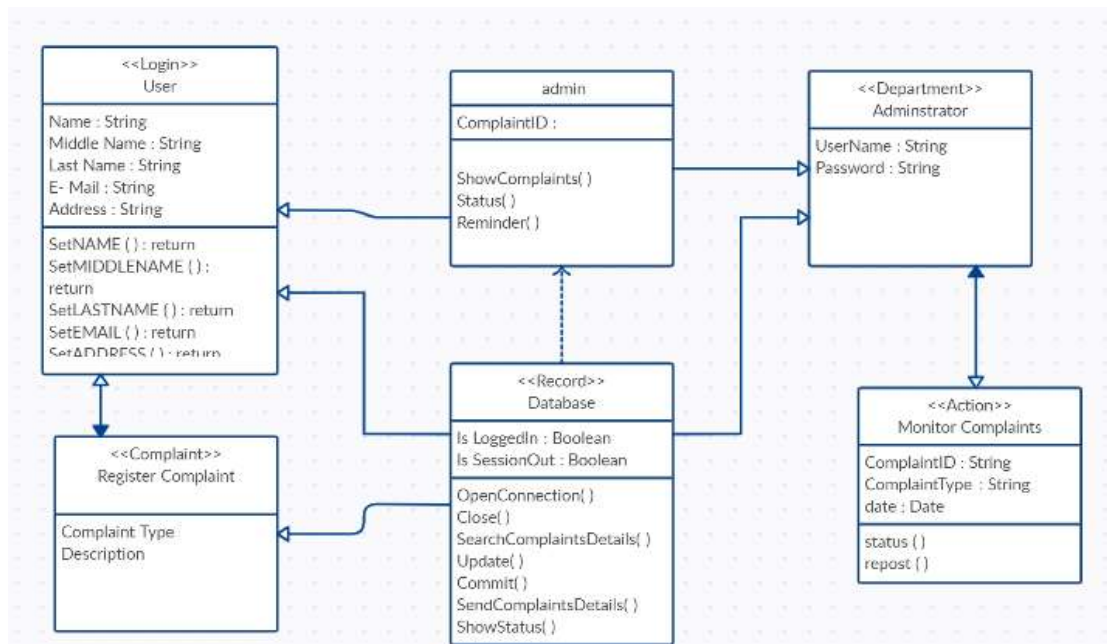 <<Login>>
User
Name : String
Middle Name : String
Last Name : String
E- Mail : String
Address : String
SetNAME ( ) : return
SetMIDDLENAME ( ) :
return
SetLASTNAME ( ) : return
SetEMAIL ( ) : return
SetADDRESS ( ) : return
admin
ComplaintID :
ShowComplaints( )
Status( )
Reminder( )
<<Department>>
Adminstrator
UserName : String
Password : String
<<Complaint>>
Register Complaint
Complaint Type
Description
<<Record>>
Database
Is LoggedIn : Boolean
Is SessionOut : Boolean
OpenConnection( )
Close( )
SearchComplaintsDetails( )
Update( )
Commit( )
SendComplaintsDetails( )
ShowStatus( )
<<Action>>
Monitor Complaints
ComplaintID : String
ComplaintType : String
date : Date
status ( )
repost ( )